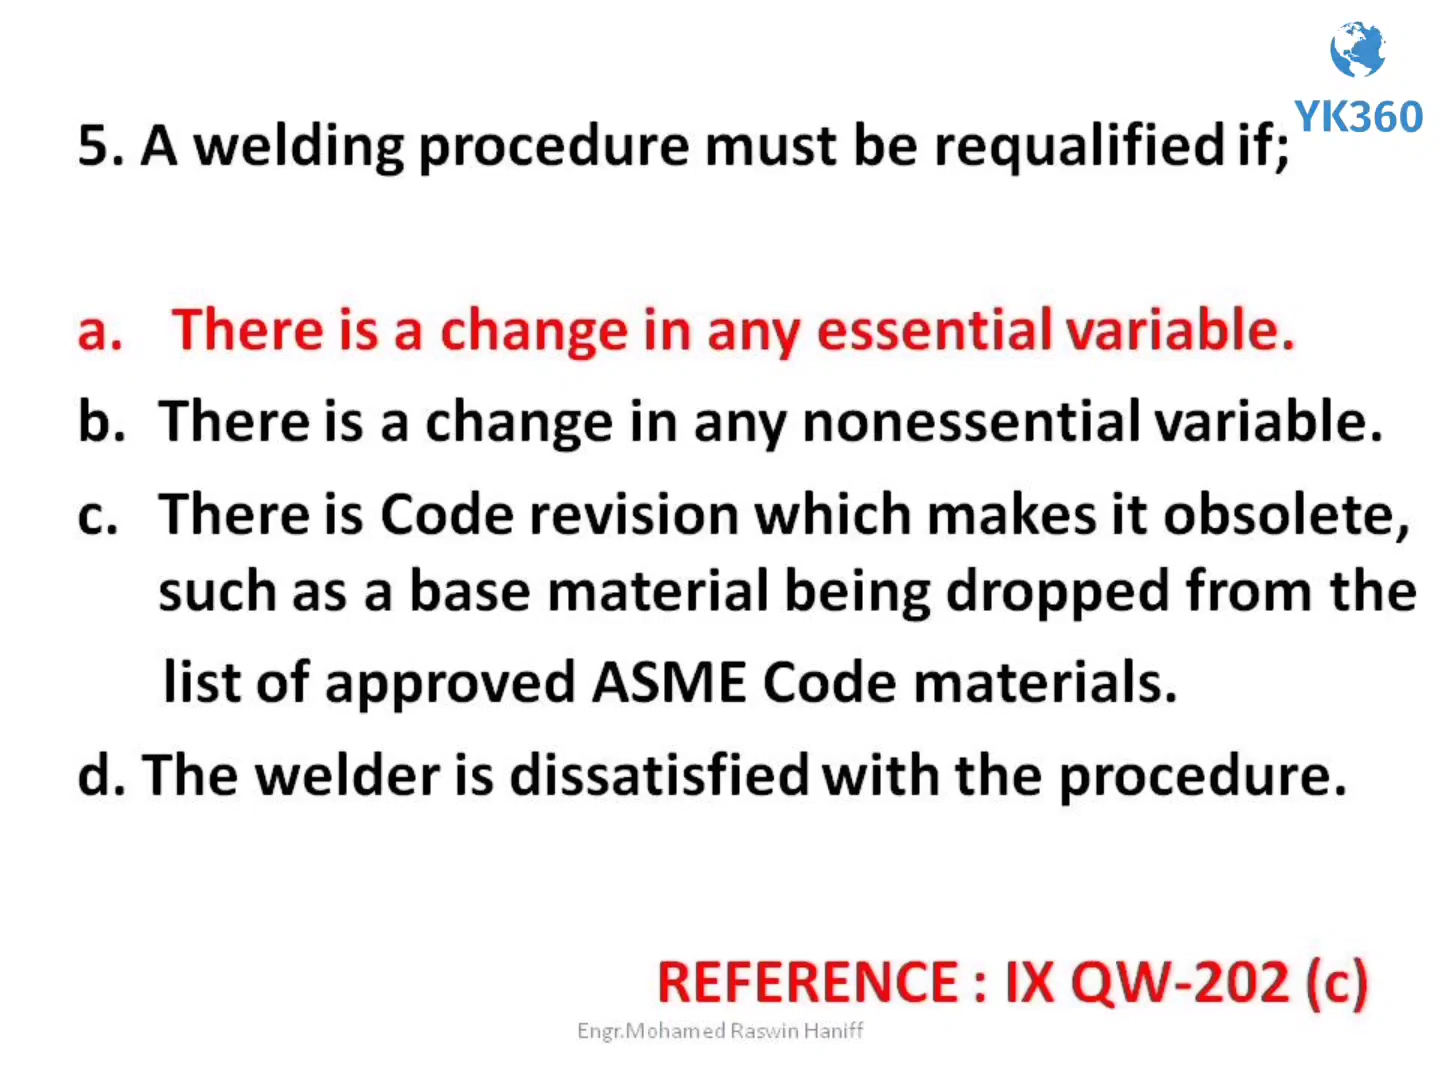 YK360
5. A welding procedure must be requalified if;
a. There is a change in any essential variable.
b. There is a change in any nonessential variable.
c. There is Code revision which makes it obsolete,
such as a base material being dropped from the
list of approved ASME Code materials.
d. The welder is dissatisfied with the procedure.
REFERENCE : IX QW-202 (c)
Engr.Mohamed Raswin Haniff